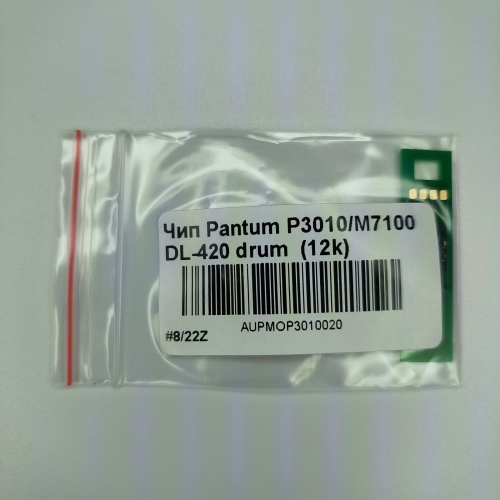 Чип Pantum P3010/M7100
DL-420 drum (12k)
AUPMOP3010020
#8/22Z